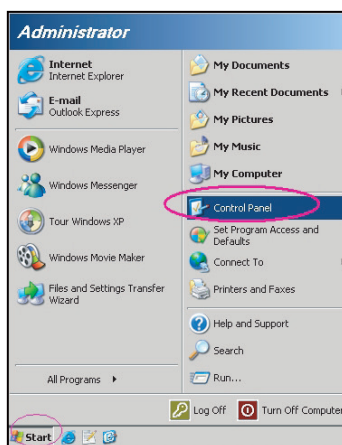 Administrator
Internet
Internet Explorer
E-mail
Outlook Express
Windows Media Player
Windows Messenger
Tour Windows XP
Windows Movie Maker
Files and Settings Transfer
Wizard
All Programs
My Documents
My Recent Documents
My Pictures
My Music
My Computer
Control Panel
Set Program Access and
Defaults
Connect To
Printers and Faxes
Help and Support
Search
Run...
Log Off
Turn Off Computer
Start